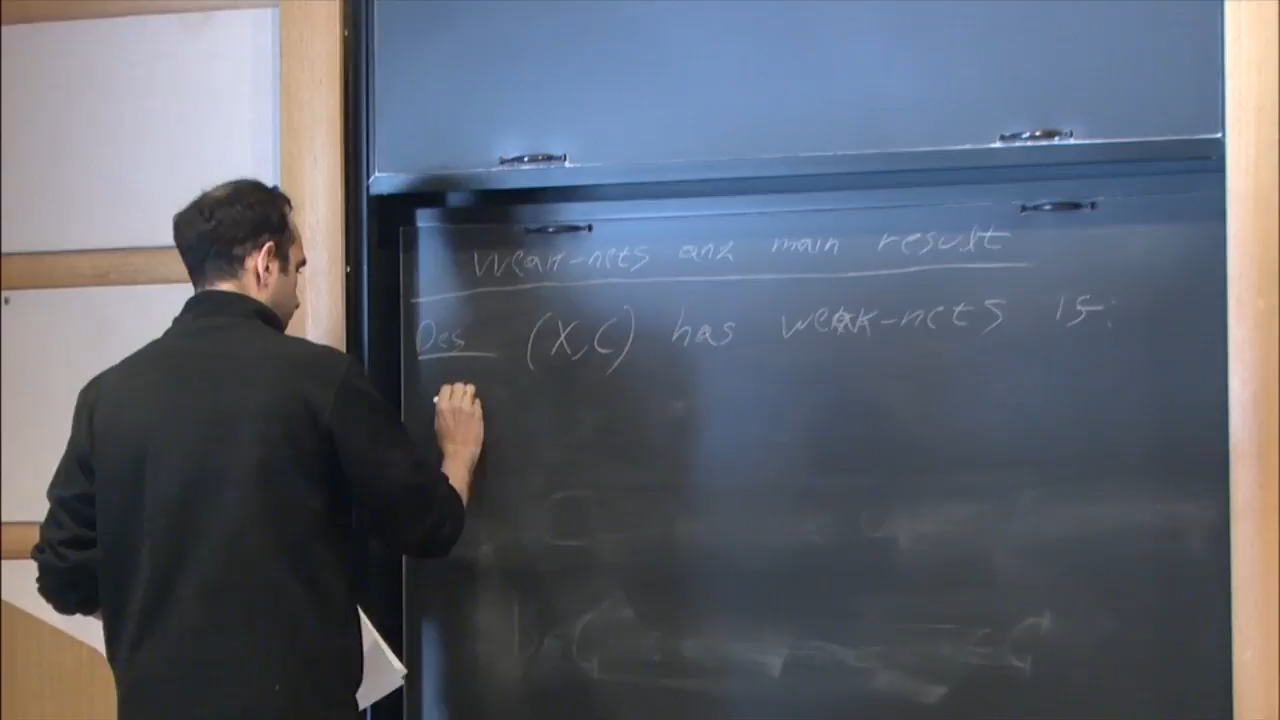 Weak-nets and main result
Def (X,C) has weak-nets if: